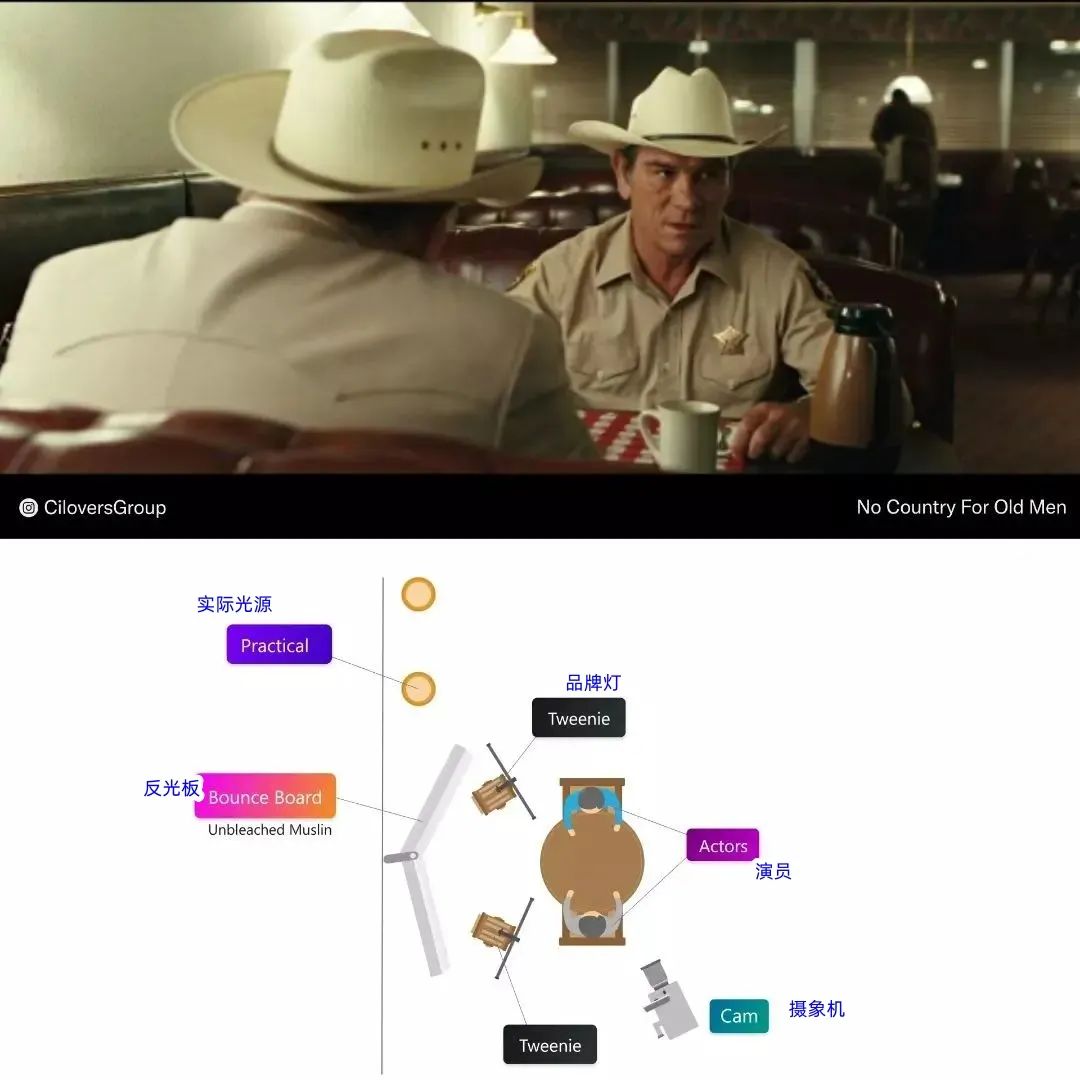 CiloversGroup
No Country For Old Men
实际光源
Practical
品牌灯
Tweenie
反光板
Bounce Board
Unbleached Muslin
Actors
演员
摄象机
Cam
Tweenie